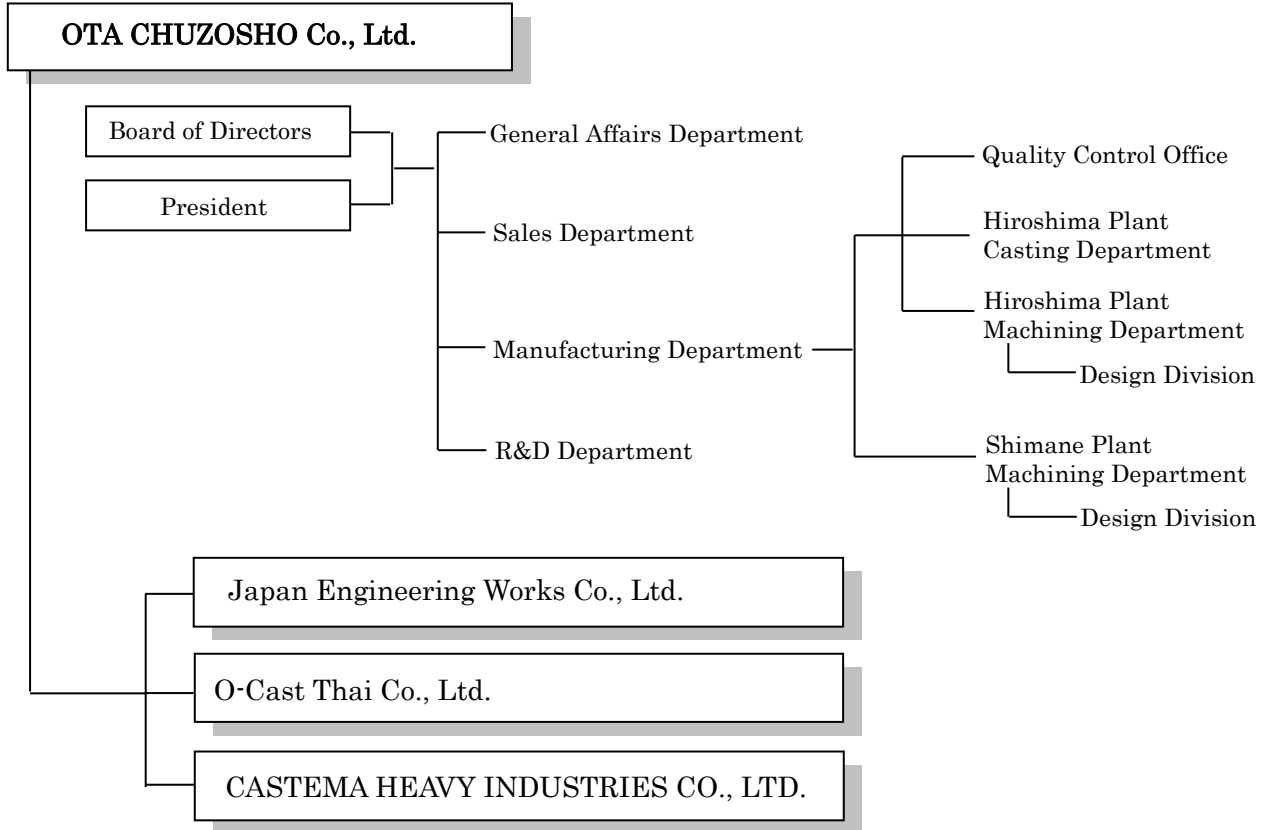 OTA CHUZOSHO Co., Ltd.
Board of Directors
President
General Affairs Department
Sales Department
Manufacturing Department
R&D Department
Quality Control Office
Hiroshima Plant
Casting Department
Hiroshima Plant
Machining Department
Design Division
Shimane Plant
Machining Department
Design Division
Japan Engineering Works Co., Ltd.
O-Cast Thai Co., Ltd.
CASTEMA HEAVY INDUSTRIES CO., LTD.